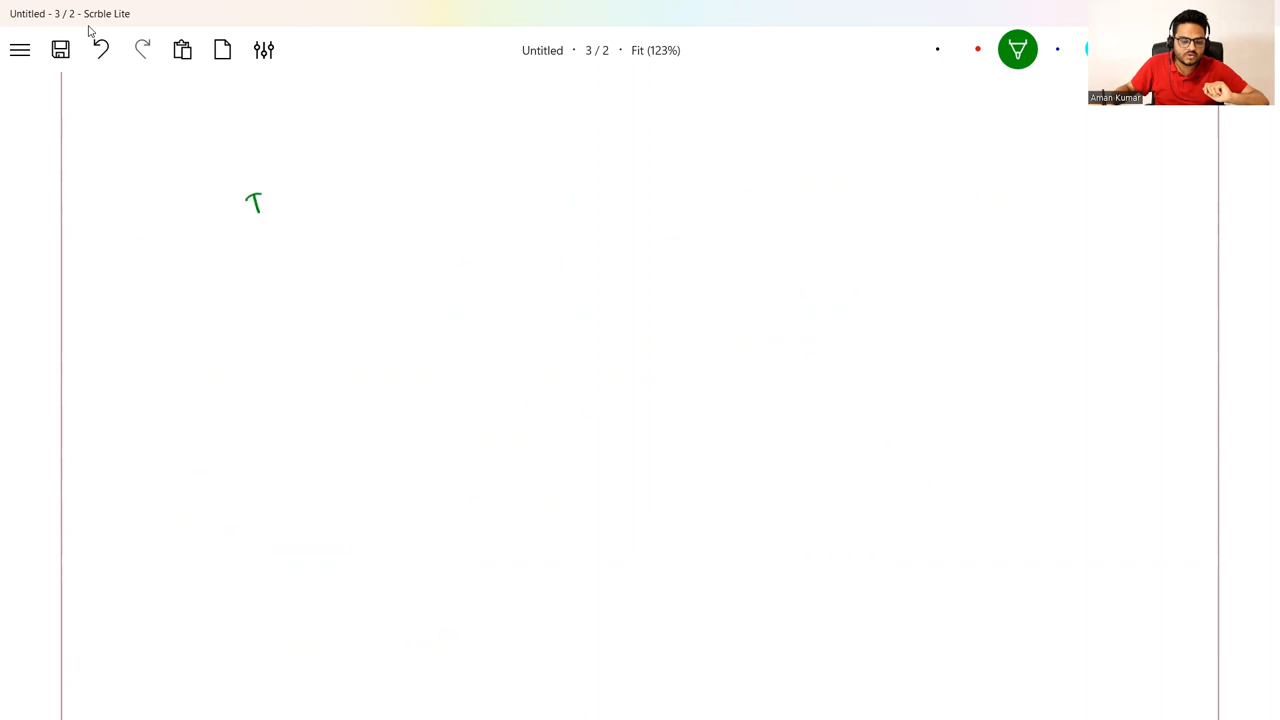 Untitled - 3 / 2 - Scrble Lite
Untitled · 3 / 2 · Fit (123%)
Aman Kumar
T